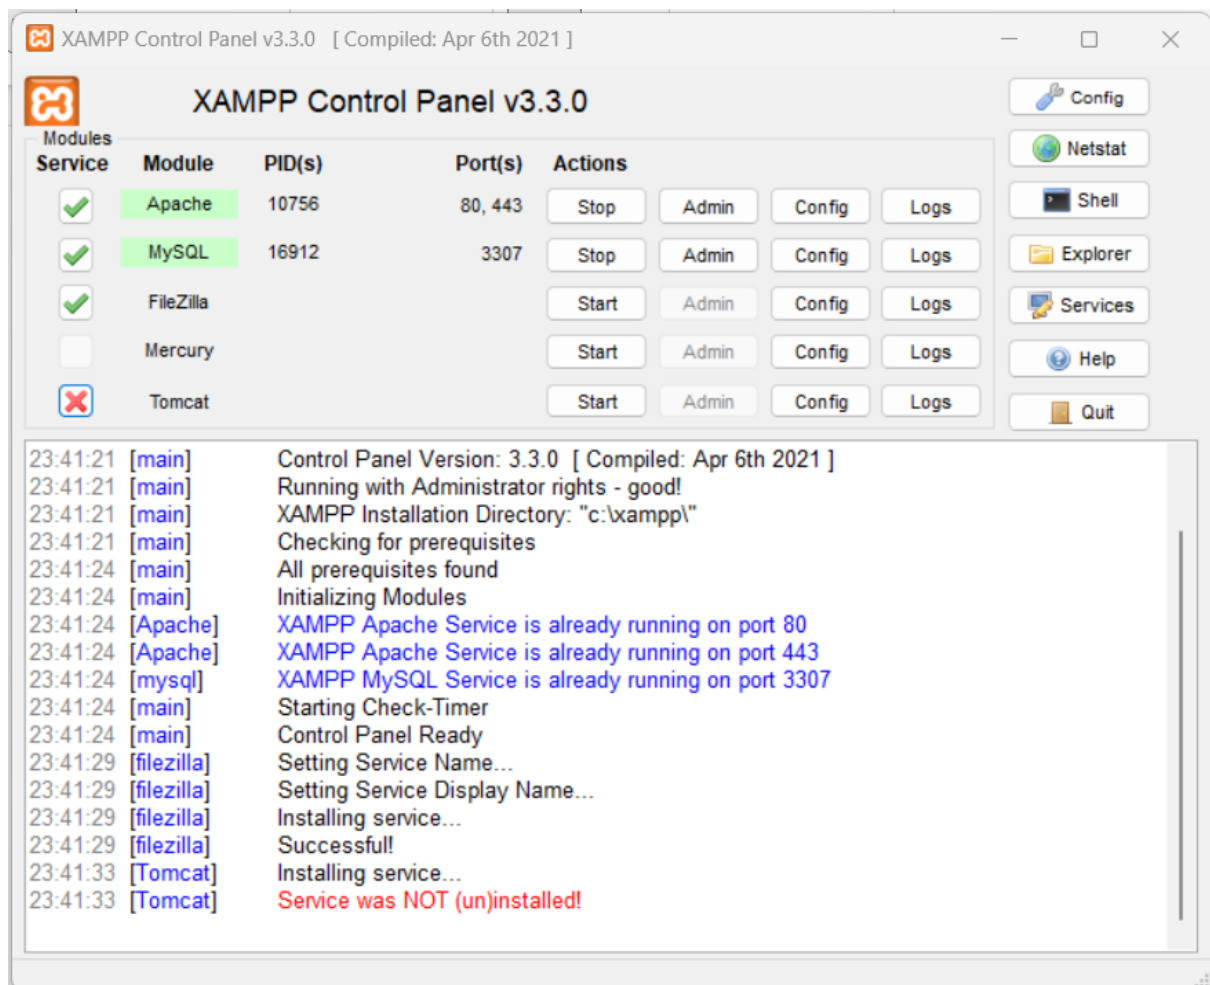 XAMPP Control Panel v3.3.0 [ Compiled: Apr 6th 2021 ]
XAMPP Control Panel v3.3.0
Config
Modules
Service Module PID(s) Port(s) Actions
Netstat
Apache 10756 80, 443 Stop Admin Config Logs
Shell
MySQL 16912 3307 Stop Admin Config Logs
Explorer
FileZilla Start Admin Config Logs
Services
Mercury Start Admin Config Logs
Help
Tomcat Start Admin Config Logs
Quit
23:41:21 [main] Control Panel Version: 3.3.0 [ Compiled: Apr 6th 2021 ]
23:41:21 [main] Running with Administrator rights - good!
23:41:21 [main] XAMPP Installation Directory: "c:\xampp\"
23:41:21 [main] Checking for prerequisites
23:41:24 [main] All prerequisites found
23:41:24 [main] Initializing Modules
23:41:24 [Apache] XAMPP Apache Service is already running on port 80
23:41:24 [Apache] XAMPP Apache Service is already running on port 443
23:41:24 [mysql] XAMPP MySQL Service is already running on port 3307
23:41:24 [main] Starting Check-Timer
23:41:24 [main] Control Panel Ready
23:41:29 [filezilla] Setting Service Name...
23:41:29 [filezilla] Setting Service Display Name...
23:41:29 [filezilla] Installing service...
23:41:29 [filezilla] Successful!
23:41:33 [Tomcat] Installing service...
23:41:33 [Tomcat] Service was NOT (un)installed!